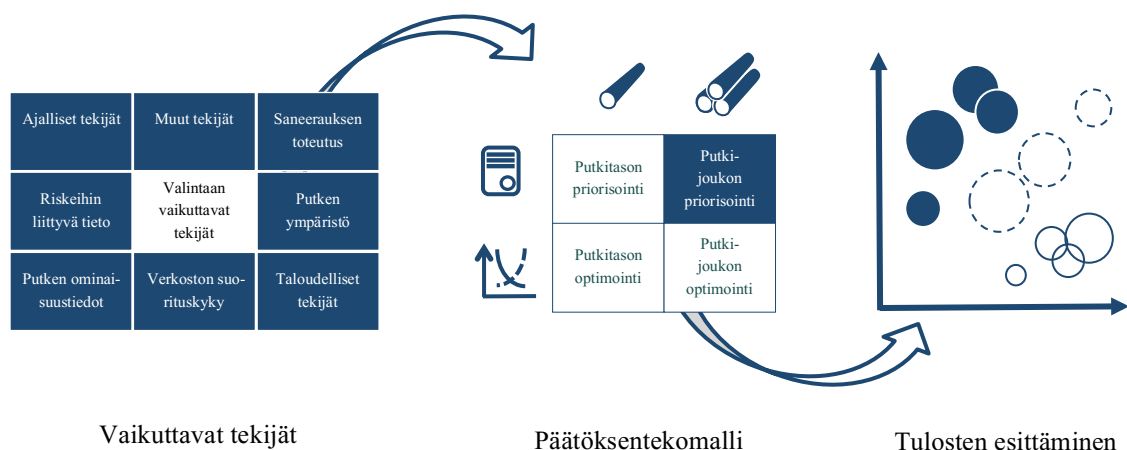 Ajalliset tekijät
Muut tekijät
Saneerauksen
toteutus
Riskeihin
liittyvä tieto
Valintaan
vaikuttavat
tekijät
Putken
ympäristö
Putken ominai-
suustiedot
Verkoston suo-
rituskyky
Taloudelliset
tekijät
Putkitason
priorisointi
Putki-
joukon
priorisointi
Putkitason
optimointi
Putki-
joukon
optimointi
Vaikuttavat tekijät
Päätöksentekomalli
Tulosten esittäminen